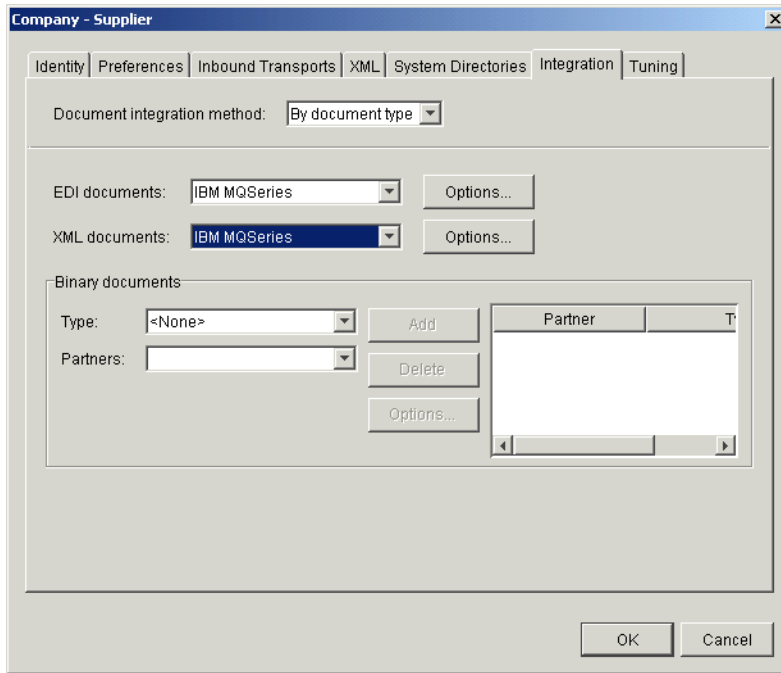 Company - Supplier
Identity Preferences Inbound Transports XML System Directories Integration Tuning
Document integration method: By document type
EDI documents: IBM MQSeries Options...
XML documents: IBM MQSeries Options...
Binary documents
Type: <None> Add Partner T
Partners: Delete
Options...
OK Cancel